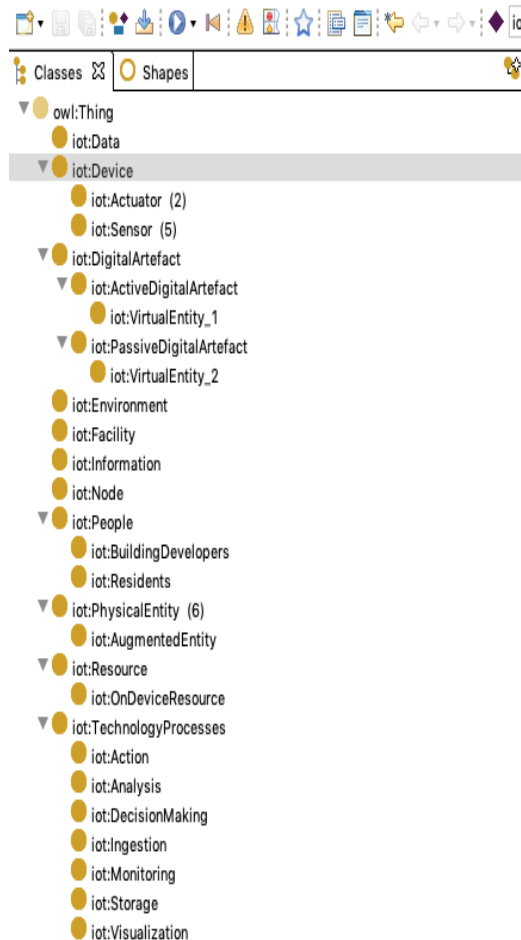 io
Classes Shapes
owl:Thing
iot:Data
iot:Device
iot:Actuator (2)
iot:Sensor (5)
iot:DigitalArtefact
iot:ActiveDigitalArtefact
iot:VirtualEntity_1
iot:PassiveDigitalArtefact
iot:VirtualEntity_2
iot:Environment
iot:Facility
iot:Information
iot:Node
iot:People
iot:BuildingDevelopers
iot:Residents
iot:PhysicalEntity (6)
iot:AugmentedEntity
iot:Resource
iot:OnDeviceResource
iot:TechnologyProcesses
iot:Action
iot:Analysis
iot:DecisionMaking
iot:Ingestion
iot:Monitoring
iot:Storage
iot:Visualization